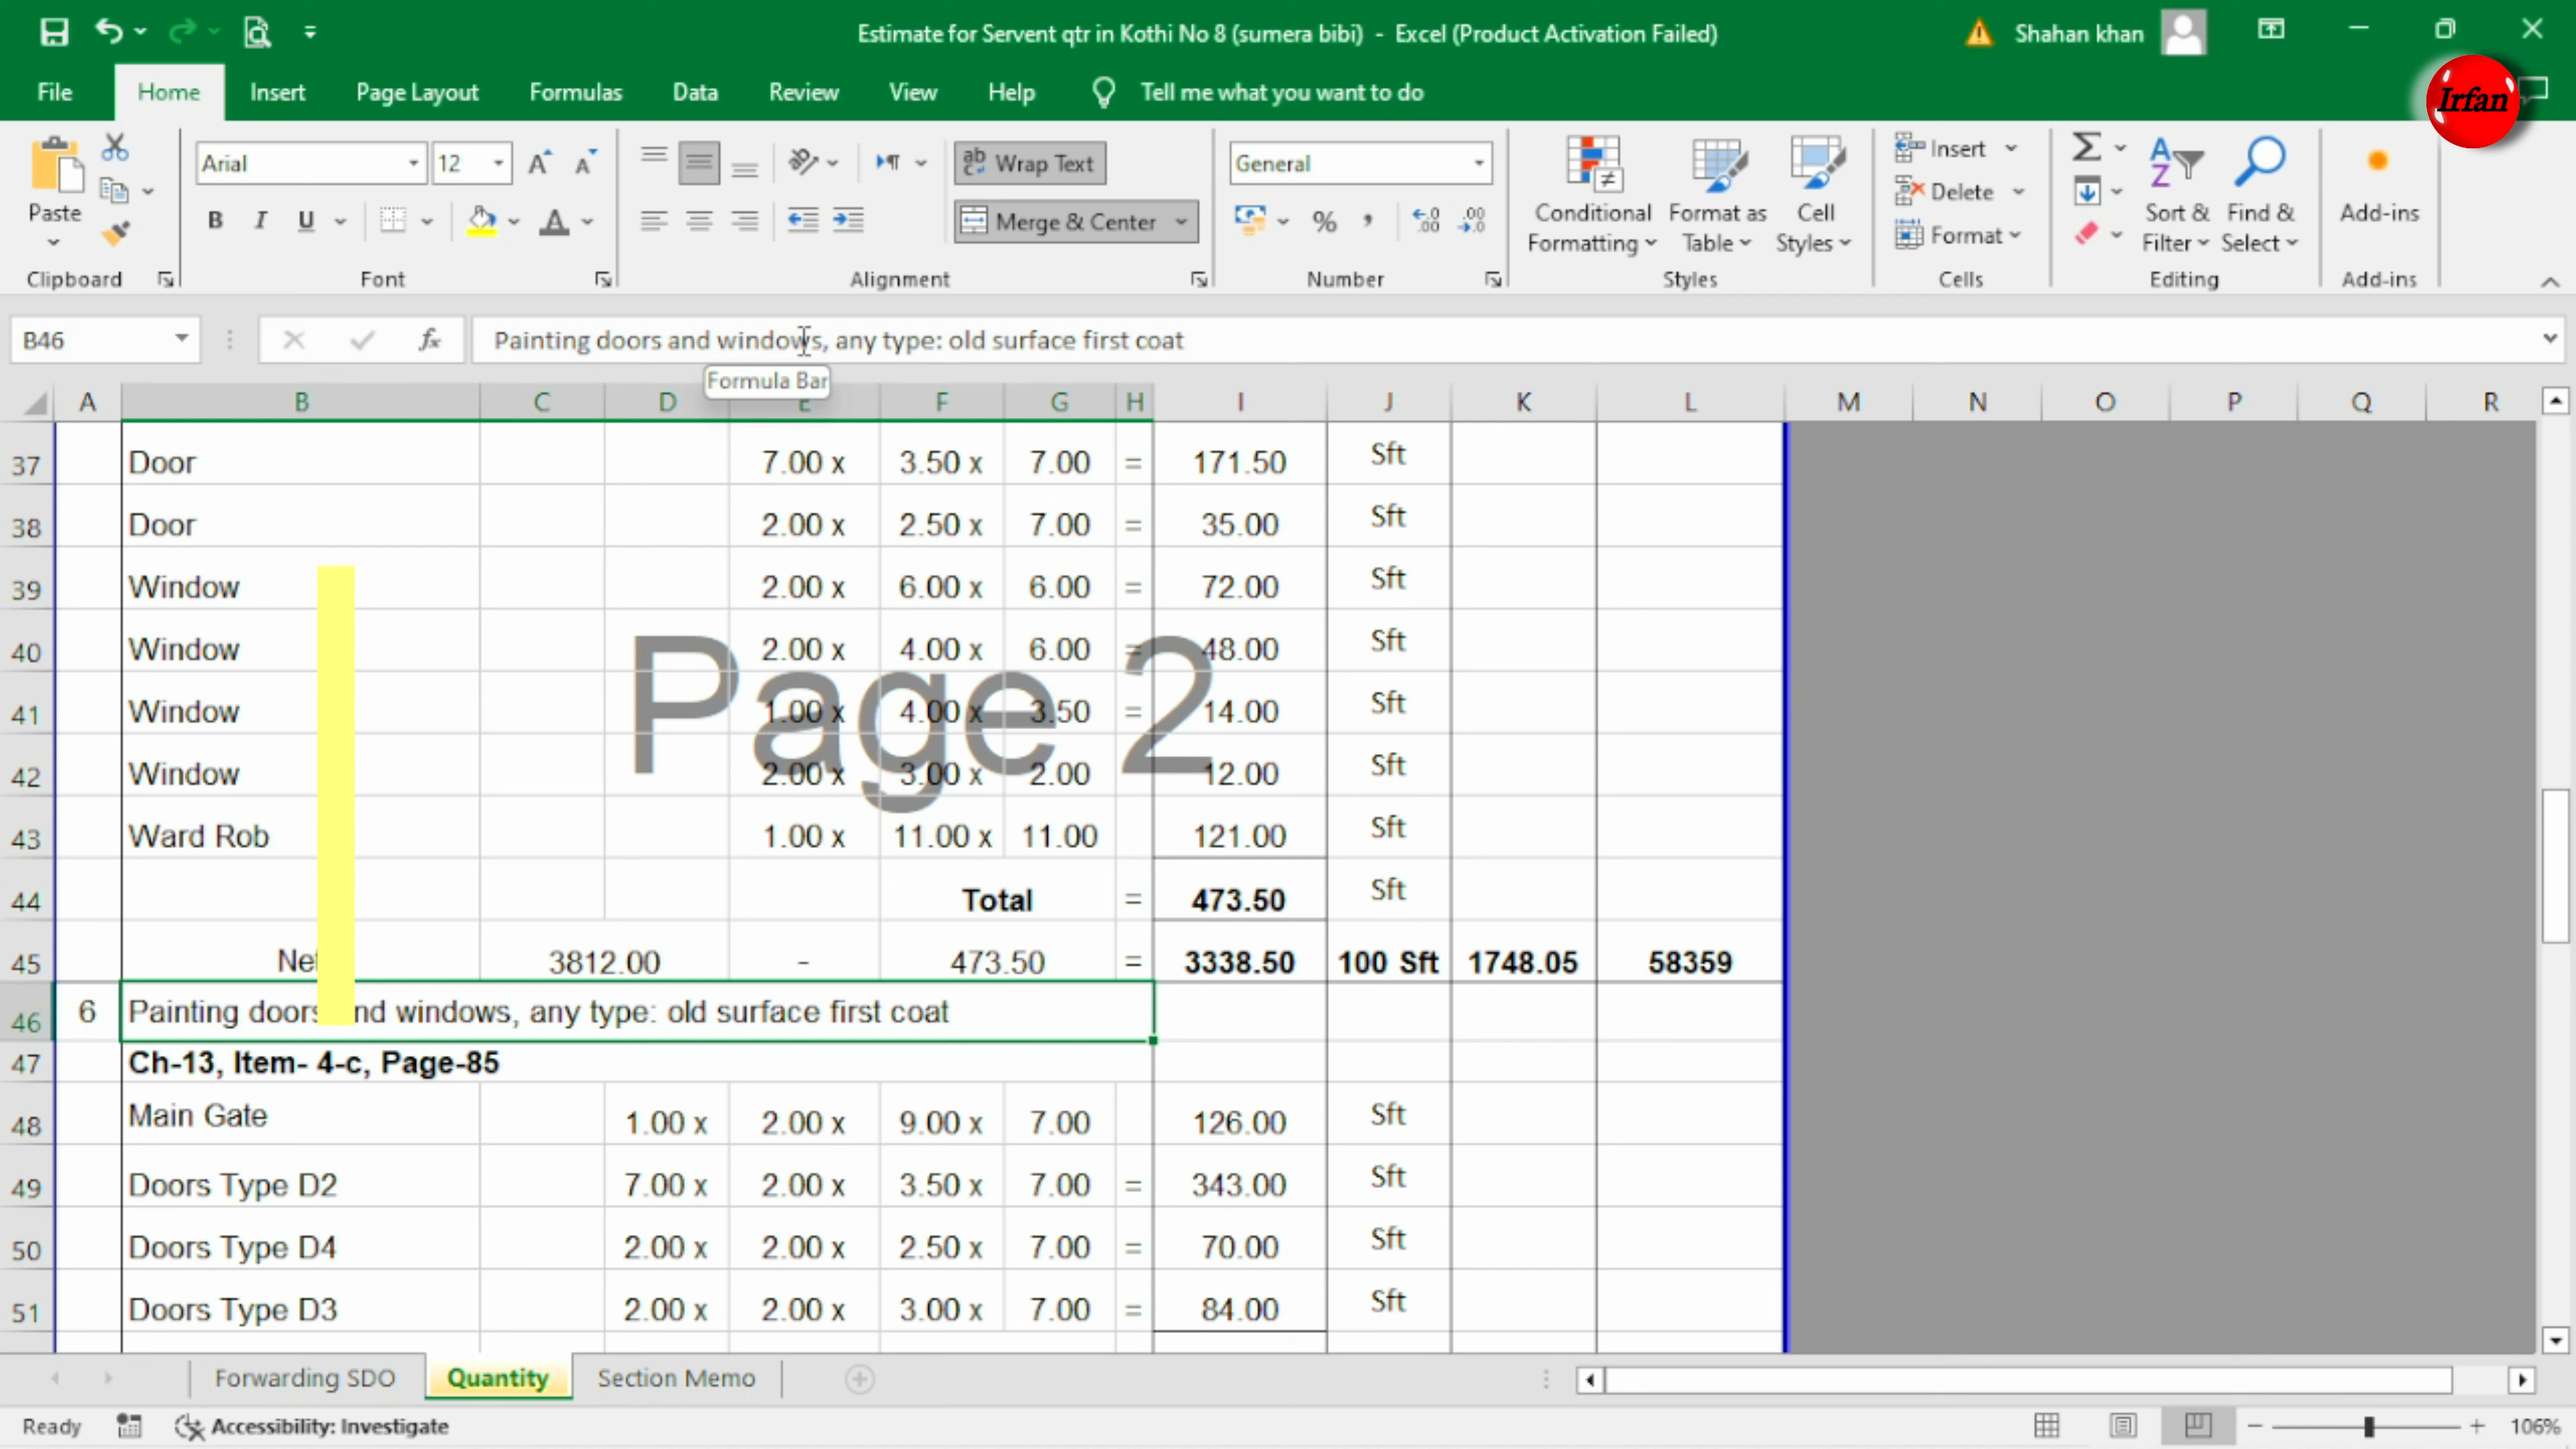 Estimate for Servent qtr in Kothi No 8 (sumera bibi) - Excel (Product Activation Failed)
Shahan khan
File Home Insert Page Layout Formulas Data Review View Help Tell me what you want to do
Irfan
Paste
Clipboard
Arial 12
B I U
Font
Wrap Text
Merge & Center
Alignment
General
Number
Conditional Formatting
Format as Table
Cell Styles
Styles
Insert
Delete
Format
Cells
Sort & Filter
Find & Select
Editing
Add-ins
Add-ins
B46 fx Painting doors and windows, any type: old surface first coat
Formula Bar
A B C D E F G H I J K L M N O P Q R
37 Door 7.00 x 3.50 x 7.00 = 171.50 Sft
38 Door 2.00 x 2.50 x 7.00 = 35.00 Sft
39 Window 2.00 x 6.00 x 6.00 = 72.00 Sft
40 Window 2.00 x 4.00 x 6.00 = 48.00 Sft
Page 2
41 Window 1.00 x 4.00 x 3.50 = 14.00 Sft
42 Window 2.00 x 3.00 x 2.00 12.00 Sft
43 Ward Rob 1.00 x 11.00 x 11.00 121.00 Sft
44 Total = 473.50 Sft
45 Net 3812.00 - 473.50 = 3338.50 100 Sft 1748.05 58359
46 6 Painting doors and windows, any type: old surface first coat
47 Ch-13, Item- 4-c, Page-85
48 Main Gate 1.00 x 2.00 x 9.00 x 7.00 126.00 Sft
49 Doors Type D2 7.00 x 2.00 x 3.50 x 7.00 = 343.00 Sft
50 Doors Type D4 2.00 x 2.00 x 2.50 x 7.00 = 70.00 Sft
51 Doors Type D3 2.00 x 2.00 x 3.00 x 7.00 = 84.00 Sft
Forwarding SDO Quantity Section Memo
Ready Accessibility: Investigate 106%